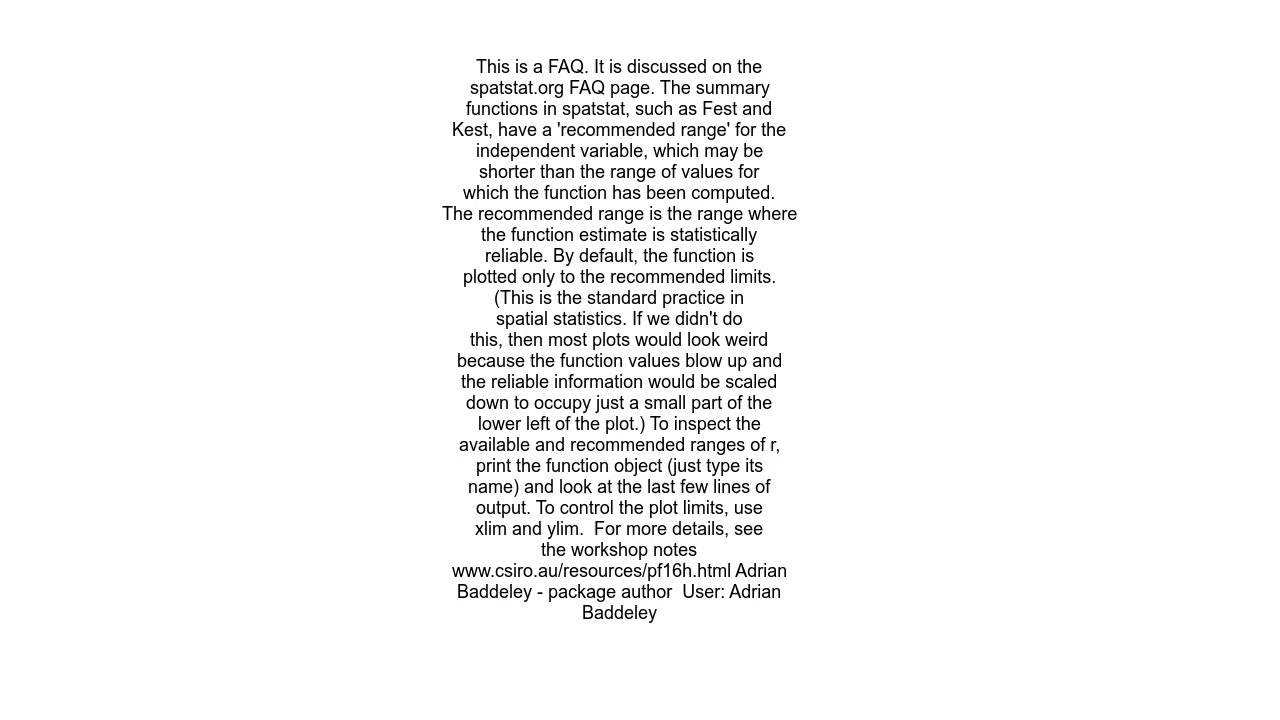 This is a FAQ. It is discussed on the
spatstat.org FAQ page. The summary
functions in spatstat, such as Fest and
Kest, have a 'recommended range' for the
independent variable, which may be
shorter than the range of values for
which the function has been computed.
The recommended range is the range where
the function estimate is statistically
reliable. By default, the function is
plotted only to the recommended limits.
(This is the standard practice in
spatial statistics. If we didn't do
this, then most plots would look weird
because the function values blow up and
the reliable information would be scaled
down to occupy just a small part of the
lower left of the plot.) To inspect the
available and recommended ranges of r,
print the function object (just type its
name) and look at the last few lines of
output. To control the plot limits, use
xlim and ylim.  For more details, see
the workshop notes
www.csiro.au/resources/pf16h.html Adrian
Baddeley - package author  User: Adrian
Baddeley